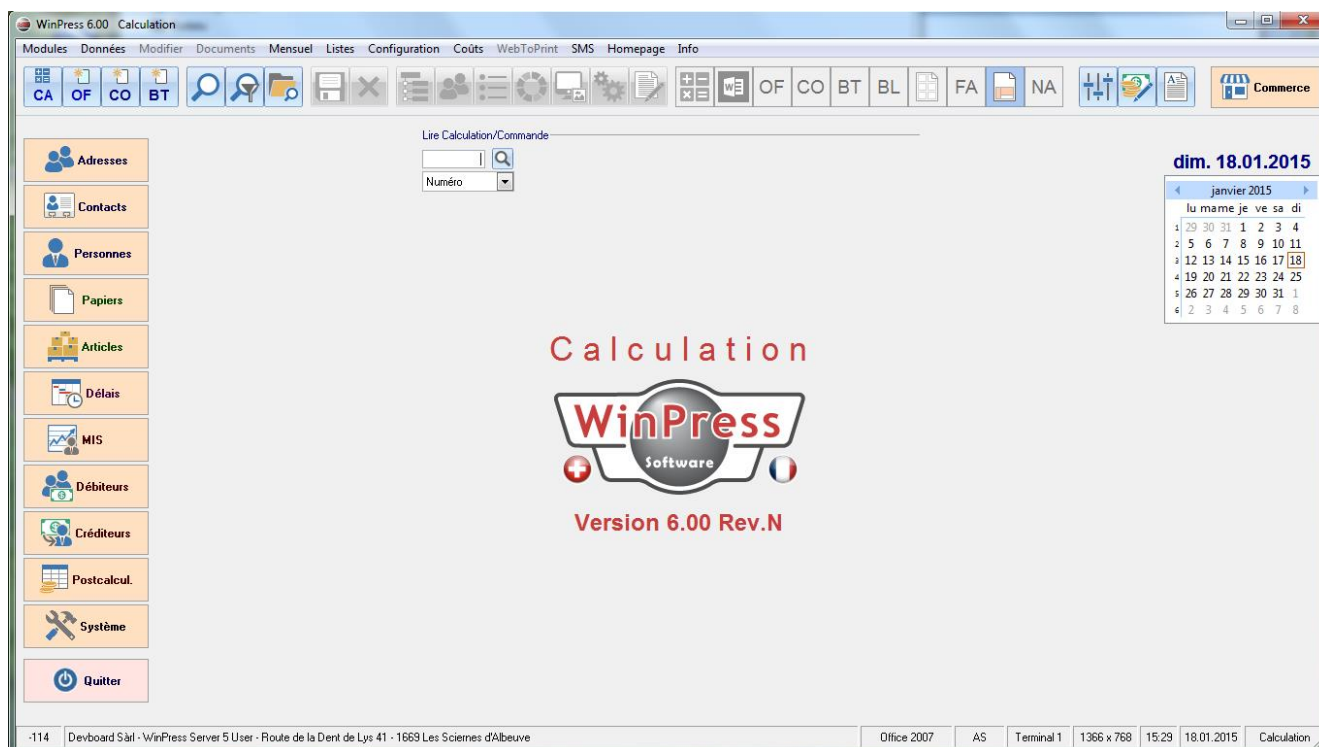 WinPress 6.00 Calculation
Modules Données Modifier Documents Mensuel Listes Configuration Coûts WebToPrint SMS Homepage Info
CA OF CO BT OF CO BT BL FA NA Commerce
Lire Calculation/Commande
Numéro
Adresses
Contacts
Personnes
Papiers
Articles
Délais
MIS
Débiteurs
Créditeurs
Postcalcul.
Système
Quitter
dim. 18.01.2015
janvier 2015
lu ma me je ve sa di
1 29 30 31 1 2 3 4
2 5 6 7 8 9 10 11
3 12 13 14 15 16 17 18
4 19 20 21 22 23 24 25
5 26 27 28 29 30 31 1
6 2 3 4 5 6 7 8
Calculation
WinPress
Software
Version 6.00 Rev.N
-114 Devboard Sàrl - WinPress Server 5 User - Route de la Dent de Lys 41 - 1669 Les Sciernes d'Albeuve Office 2007 AS Terminal 1 1366 x 768 15:29 18.01.2015 Calculation